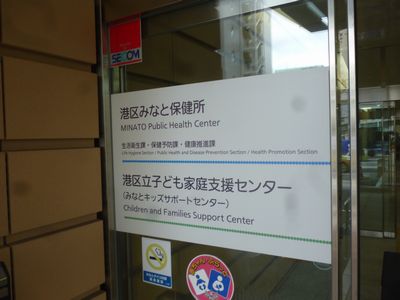 SECOM
港区みなと保健所
MINATO Public Health Center
生活衛生課・保健予防課・健康推進課
Life Hygiene Section / Public Health and Disease Prevention Section / Health Promotion Section
港区立子ども家庭支援センター
(みなとキッズサポートセンター)
Children and Families Support Center